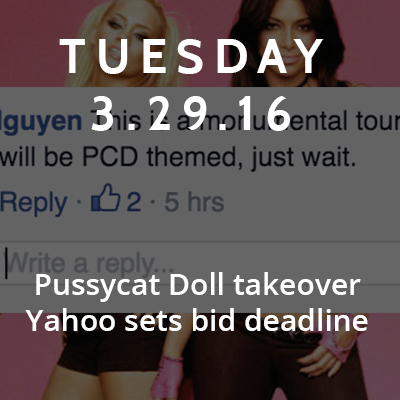 TUESDAY
3.29.16
guyen This is a monumental tour
will be PCD themed, just wait.
Reply · 2 · 5 hrs
Write a reply...
Pussycat Doll takeover
Yahoo sets bid deadline